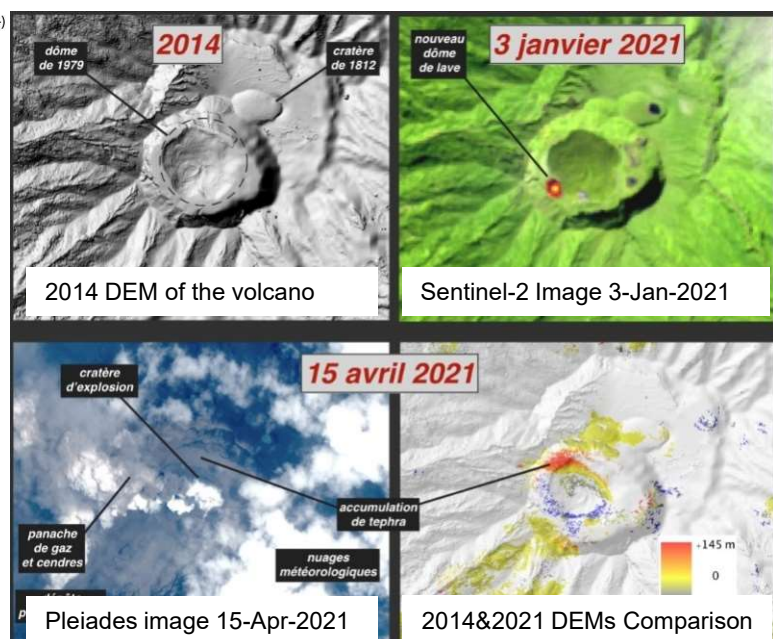 2014
dôme
de 1979
cratère
de 1812
2014 DEM of the volcano
3 janvier 2021
nouveau
dôme
de lave
Sentinel-2 Image 3-Jan-2021
15 avril 2021
cratère
d'explosion
accumulation
de tephra
panache
de gaz
et cendres
nuages
météorologiques
Pleiades image 15-Apr-2021
-145 m
0
2014&2021 DEMs Comparison